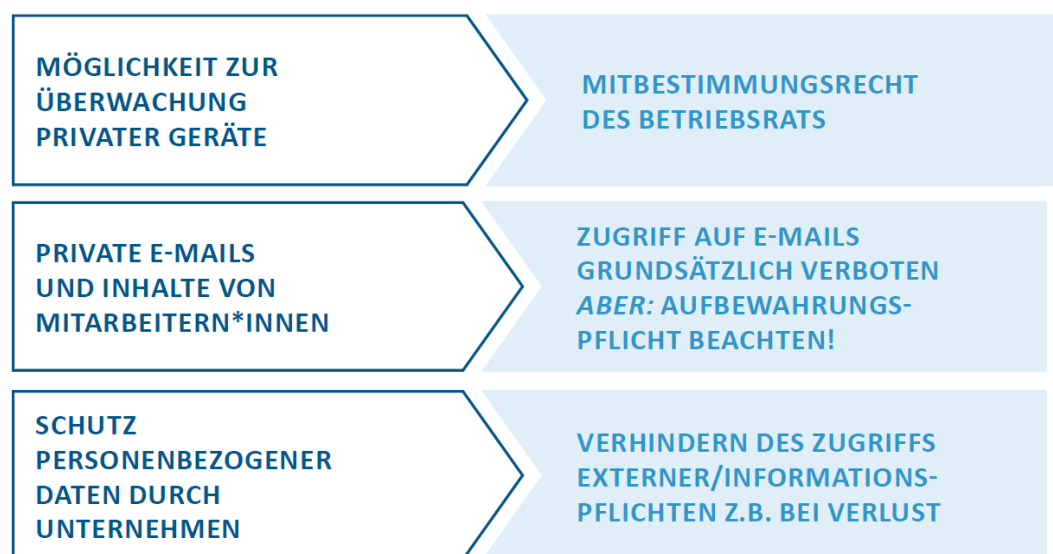 MÖGLICHKEIT ZUR
ÜBERWACHUNG
PRIVATER GERÄTE
MITBESTIMMUNGSRECHT
DES BETRIEBSRATS
PRIVATE E-MAILS
UND INHALTE VON
MITARBEITERN*INNEN
ZUGRIFF AUF E-MAILS
GRUNDSÄTZLICH VERBOTEN
ABER: AUFBEWAHRUNGS-
PFLICHT BEACHTEN!
SCHUTZ
PERSONENBEZOGENER
DATEN DURCH
UNTERNEHMEN
VERHINDERN DES ZUGRIFFS
EXTERNER/INFORMATIONS-
PFLICHTEN Z.B. BEI VERLUST